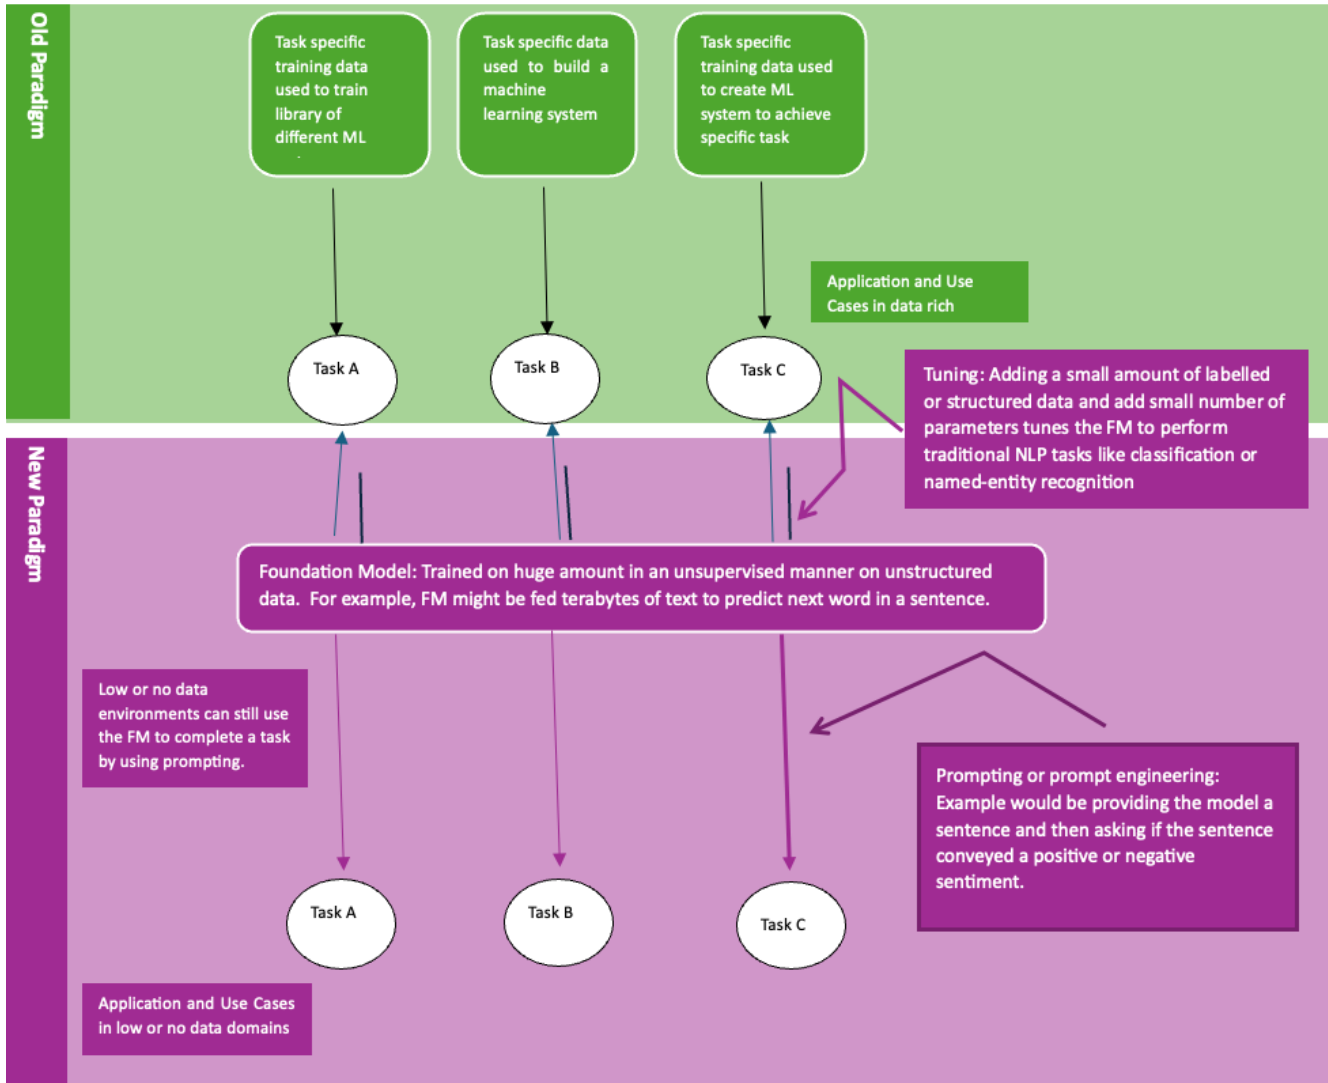 Old Paradigm
Task specific
training data
used to train
library of
different ML
Task specific data
used to build a
machine
learning system
Task specific
training data used
to create ML
system to achieve
specific task
Application and Use
Cases in data rich
Task A
Task B
Task C
Tuning: Adding a small amount of labelled
or structured data and add small number of
parameters tunes the FM to perform
traditional NLP tasks like classification or
named-entity recognition
New Paradigm
Foundation Model: Trained on huge amount in an unsupervised manner on unstructured
data. For example, FM might be fed terabytes of text to predict next word in a sentence.
Low or no data
environments can still use
the FM to complete a task
by using prompting.
Prompting or prompt engineering:
Example would be providing the model a
sentence and then asking if the sentence
conveyed a positive or negative
sentiment.
Task A
Task B
Task C
Application and Use Cases
in low or no data domains